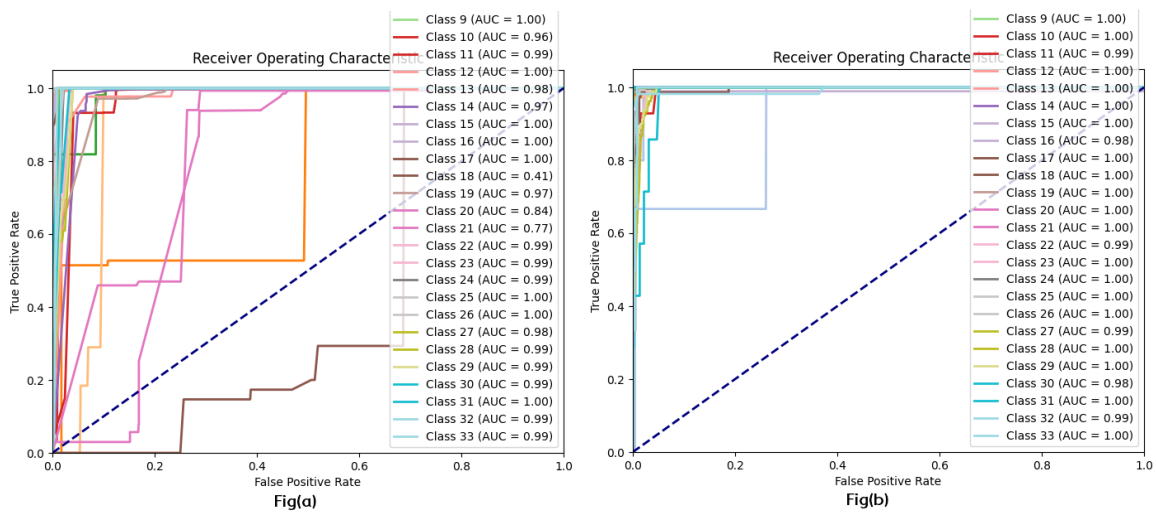 Receiver Operating Characteristic
True Positive Rate
1.0
0.8
0.6
0.4
0.2
0.0
0.0
0.2
0.4
0.6
0.8
1.0
False Positive Rate
Class 9 (AUC = 1.00)
Class 10 (AUC = 0.96)
Class 11 (AUC = 0.99)
Class 12 (AUC = 1.00)
Class 13 (AUC = 0.98)
Class 14 (AUC = 0.97)
Class 15 (AUC = 1.00)
Class 16 (AUC = 1.00)
Class 17 (AUC = 1.00)
Class 18 (AUC = 0.41)
Class 19 (AUC = 0.97)
Class 20 (AUC = 0.84)
Class 21 (AUC = 0.77)
Class 22 (AUC = 0.99)
Class 23 (AUC = 0.99)
Class 24 (AUC = 0.99)
Class 25 (AUC = 1.00)
Class 26 (AUC = 1.00)
Class 27 (AUC = 0.98)
Class 28 (AUC = 0.99)
Class 29 (AUC = 0.99)
Class 30 (AUC = 0.99)
Class 31 (AUC = 1.00)
Class 32 (AUC = 0.99)
Class 33 (AUC = 0.99)
Fig(a)
Receiver Operating Characteristic
True Positive Rate
1.0
0.8
0.6
0.4
0.2
0.0
0.0
0.2
0.4
0.6
0.8
1.0
False Positive Rate
Class 9 (AUC = 1.00)
Class 10 (AUC = 1.00)
Class 11 (AUC = 0.99)
Class 12 (AUC = 1.00)
Class 13 (AUC = 1.00)
Class 14 (AUC = 1.00)
Class 15 (AUC = 1.00)
Class 16 (AUC = 0.98)
Class 17 (AUC = 1.00)
Class 18 (AUC = 1.00)
Class 19 (AUC = 1.00)
Class 20 (AUC = 1.00)
Class 21 (AUC = 1.00)
Class 22 (AUC = 0.99)
Class 23 (AUC = 1.00)
Class 24 (AUC = 1.00)
Class 25 (AUC = 1.00)
Class 26 (AUC = 1.00)
Class 27 (AUC = 0.99)
Class 28 (AUC = 1.00)
Class 29 (AUC = 1.00)
Class 30 (AUC = 0.98)
Class 31 (AUC = 1.00)
Class 32 (AUC = 0.99)
Class 33 (AUC = 1.00)
Fig(b)